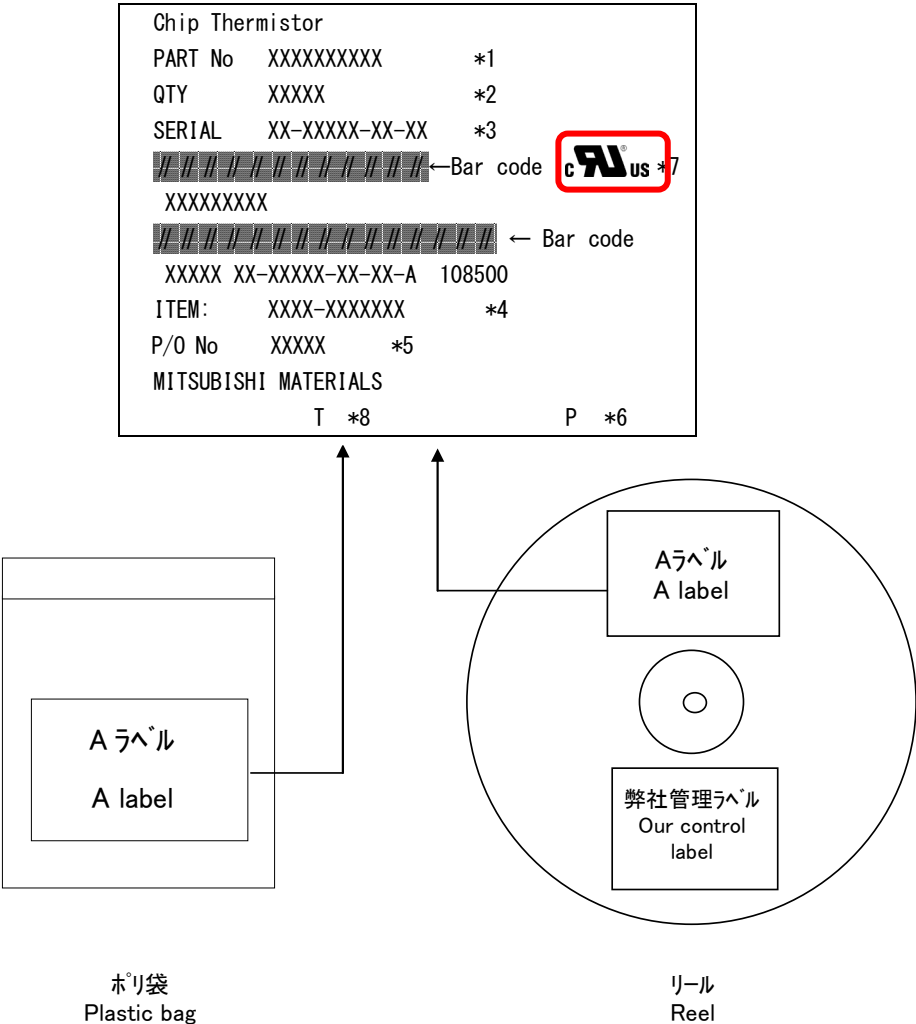 Chip Thermistor
PART No XXXXXXXXXX *1
QTY XXXXX *2
SERIAL XX-XXXXX-XX-XX *3
←Bar code c RU ® US *7
XXXXXXXXX
← Bar code
XXXXX XX-XXXXX-XX-XX-A 108500
ITEM: XXXX-XXXXXXX *4
P/O No XXXXX *5
MITSUBISHI MATERIALS
T *8 P *6
Aラベル
A label
A ラベル
A label
弊社管理ラベル
Our control
label
ポリ袋
Plastic bag
リール
Reel